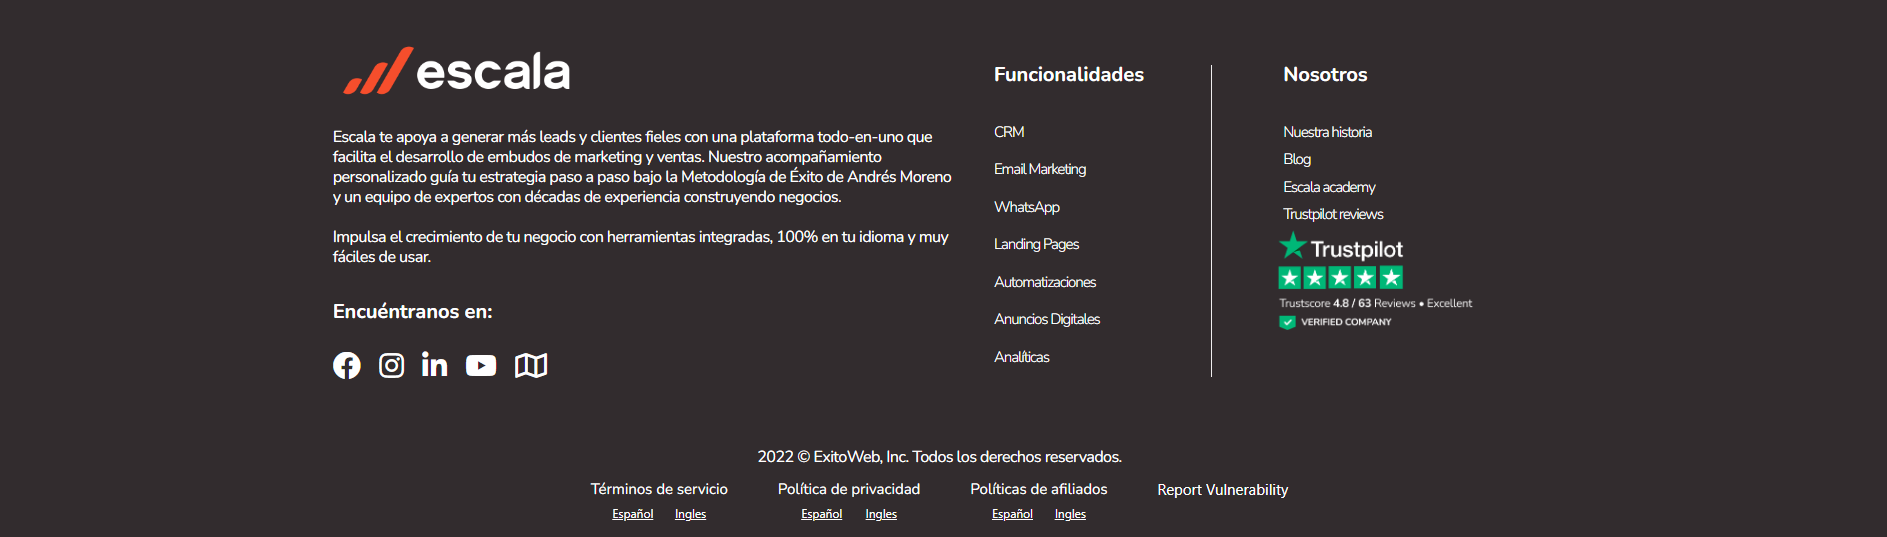 escala
Escala te apoya a generar más leads y clientes fieles con una plataforma todo-en-uno que
facilita el desarrollo de embudos de marketing y ventas. Nuestro acompañamiento
personalizado guía tu estrategia paso a paso bajo la Metodología de Éxito de Andrés Moreno
y un equipo de expertos con décadas de experiencia construyendo negocios.
Impulsa el crecimiento de tu negocio con herramientas integradas, 100% en tu idioma y muy
fáciles de usar.
Encuéntranos en:
Funcionalidades
CRM
Email Marketing
WhatsApp
Landing Pages
Automatizaciones
Anuncios Digitales
Analíticas
Nosotros
Nuestra historia
Blog
Escala academy
Trustpilot reviews
Trustpilot
Trustscore 4.8 / 63 Reviews • Excellent
VERIFIED COMPANY
2022 © ExitoWeb, Inc. Todos los derechos reservados.
Términos de servicio
Español Ingles
Política de privacidad
Español Ingles
Políticas de afiliados
Español Ingles
Report Vulnerability